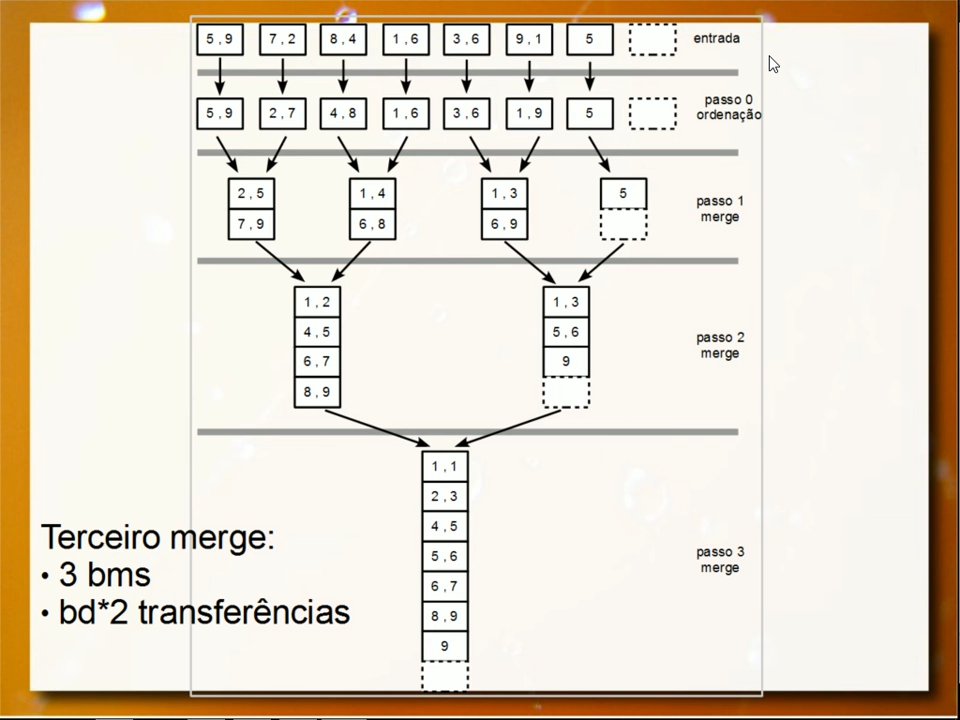 5 , 9 7 , 2 8 , 4 1 , 6 3 , 6 9 , 1 5 entrada
passo 0
ordenação
5 , 9 2 , 7 4 , 8 1 , 6 3 , 6 1 , 9 5
2 , 5 1 , 4 1 , 3 5
7 , 9 6 , 8 6 , 9
passo 1
merge
1 , 2 1 , 3
4 , 5 5 , 6
6 , 7 9
8 , 9
passo 2
merge
1 , 1
2 , 3
4 , 5
5 , 6
6 , 7
8 , 9
9
passo 3
merge
Terceiro merge:
• 3 bms
• bd*2 transferências